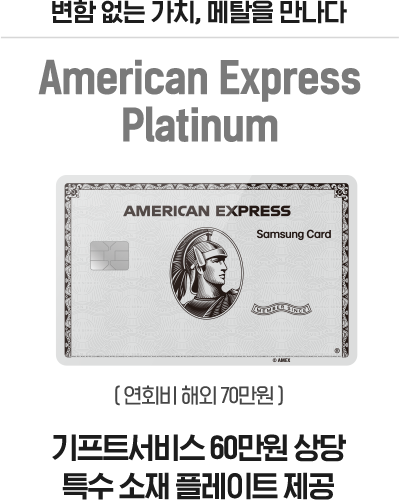 변함 없는 가치, 메탈을 만나다
American Express
Platinum
AMERICAN EXPRESS
Samsung Card
MEMBER SINCE
®
© AMEX
( 연회비 해외 70만원 )
기프트서비스 60만원 상당
특수 소재 플레이트 제공